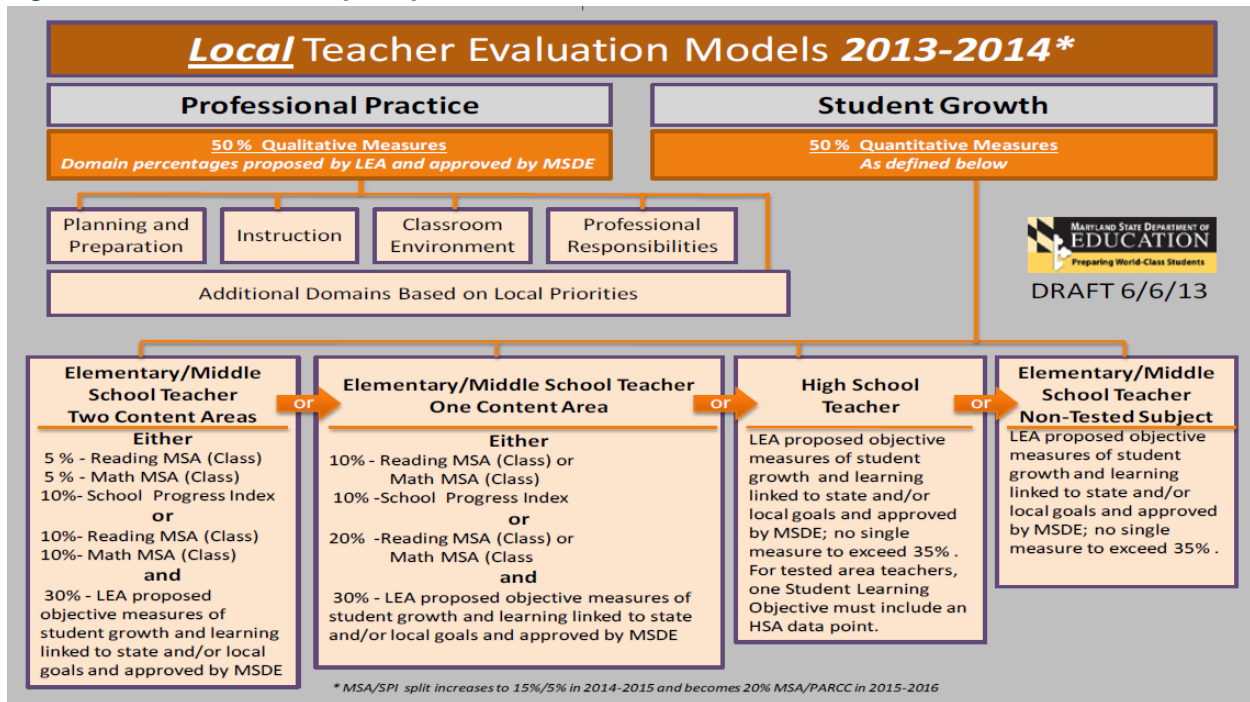 Local Teacher Evaluation Models 2013-2014*
Professional Practice
50 % Qualitative Measures
Domain percentages proposed by LEA and approved by MSDE
Student Growth
50 % Quantitative Measures
As defined below
Planning and
Preparation
Instruction
Classroom
Environment
Professional
Responsibilities
Additional Domains Based on Local Priorities
MARYLAND STATE DEPARTMENT OF
EDUCATION
Preparing World-Class Students
DRAFT 6/6/13
Elementary/Middle
School Teacher
Two Content Areas
Either
5 % - Reading MSA (Class)
5 % - Math MSA (Class)
10%- School Progress Index
or
10%- Reading MSA (Class)
10%- Math MSA (Class)
and
30% - LEA proposed
objective measures of
student growth and learning
linked to state and/or local
goals and approved by MSDE
or
Elementary/Middle School Teacher
One Content Area
Either
10%- Reading MSA (Class) or
Math MSA (Class)
10% -School Progress Index
or
20% -Reading MSA (Class) or
Math MSA (Class
and
30% - LEA proposed objective measures of
student growth and learning linked to state
and/or local goals and approved by MSDE
or
High School
Teacher
LEA proposed objective
measures of student
growth and learning
linked to state and/or
local goals and approved
by MSDE; no single
measure to exceed 35% .
For tested area teachers,
one Student Learning
Objective must include an
HSA data point.
or
Elementary/Middle
School Teacher
Non-Tested Subject
LEA proposed objective
measures of student
growth and learning
linked to state and/or
local goals and approved
by MSDE; no single
measure to exceed 35% .
* MSA/SPI split increases to 15%/5% in 2014-2015 and becomes 20% MSA/PARCC in 2015-2016